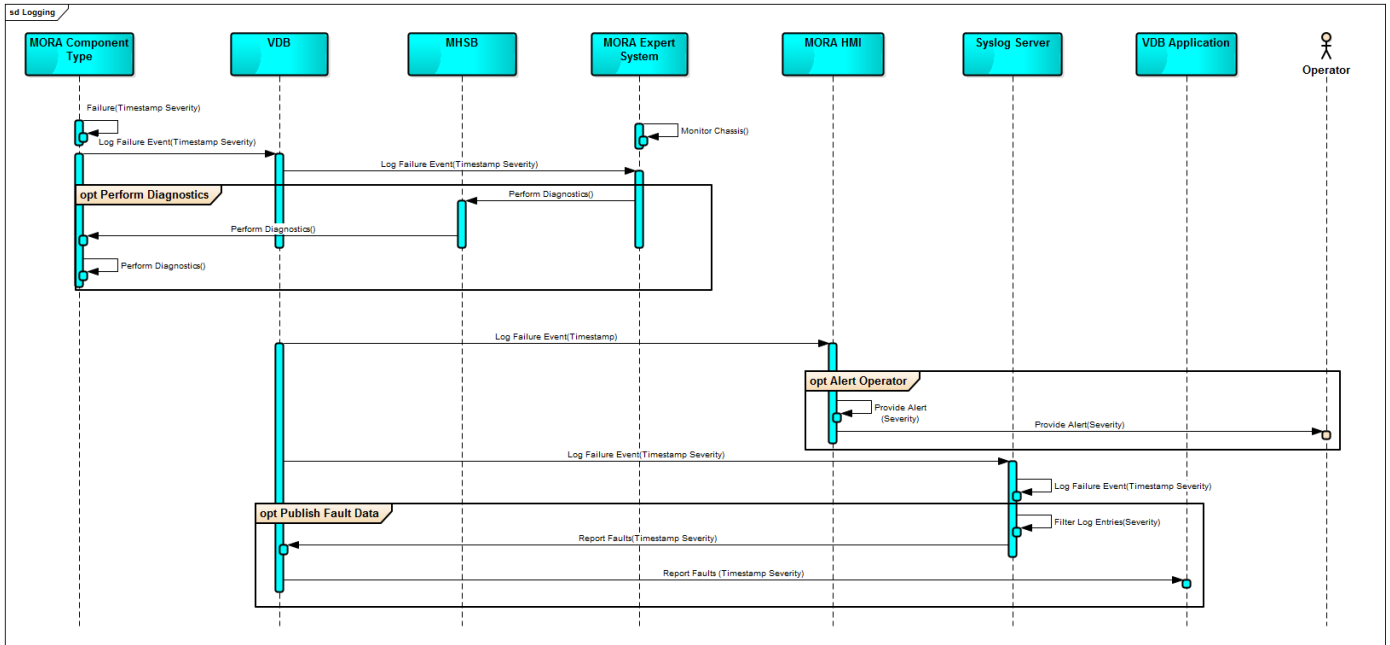 sd Logging
MORA Component
Type
VDB
MHSB
MORA Expert
System
MORA HMI
Syslog Server
VDB Application
Operator
Failure(Timestamp Severity)
Monitor Chassis()
Log Failure Event(Timestamp Severity)
Log Failure Event(Timestamp Severity)
opt Perform Diagnostics
Perform Diagnostics()
Perform Diagnostics()
Perform Diagnostics()
Log Failure Event(Timestamp)
opt Alert Operator
Provide Alert
(Severity)
Provide Alert(Severity)
Log Failure Event(Timestamp Severity)
Log Failure Event(Timestamp Severity)
opt Publish Fault Data
Filter Log Entries(Severity)
Report Faults(Timestamp Severity)
Report Faults (Timestamp Severity)